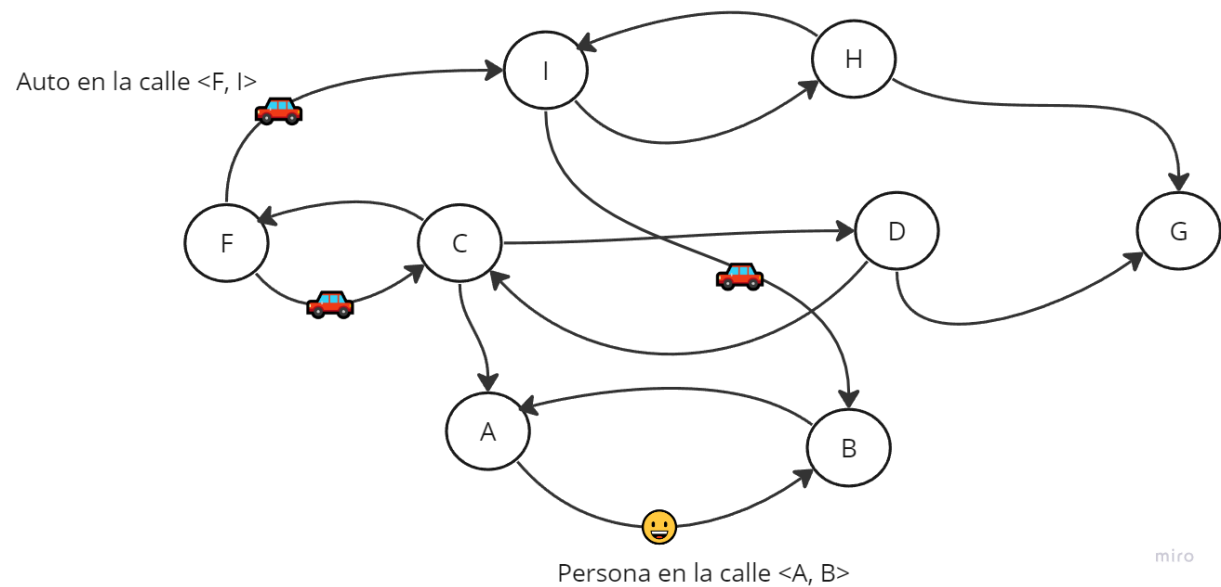 I
H
Auto en la calle <F, I>
F
C
D
G
A
B
Persona en la calle <A, B>
miro